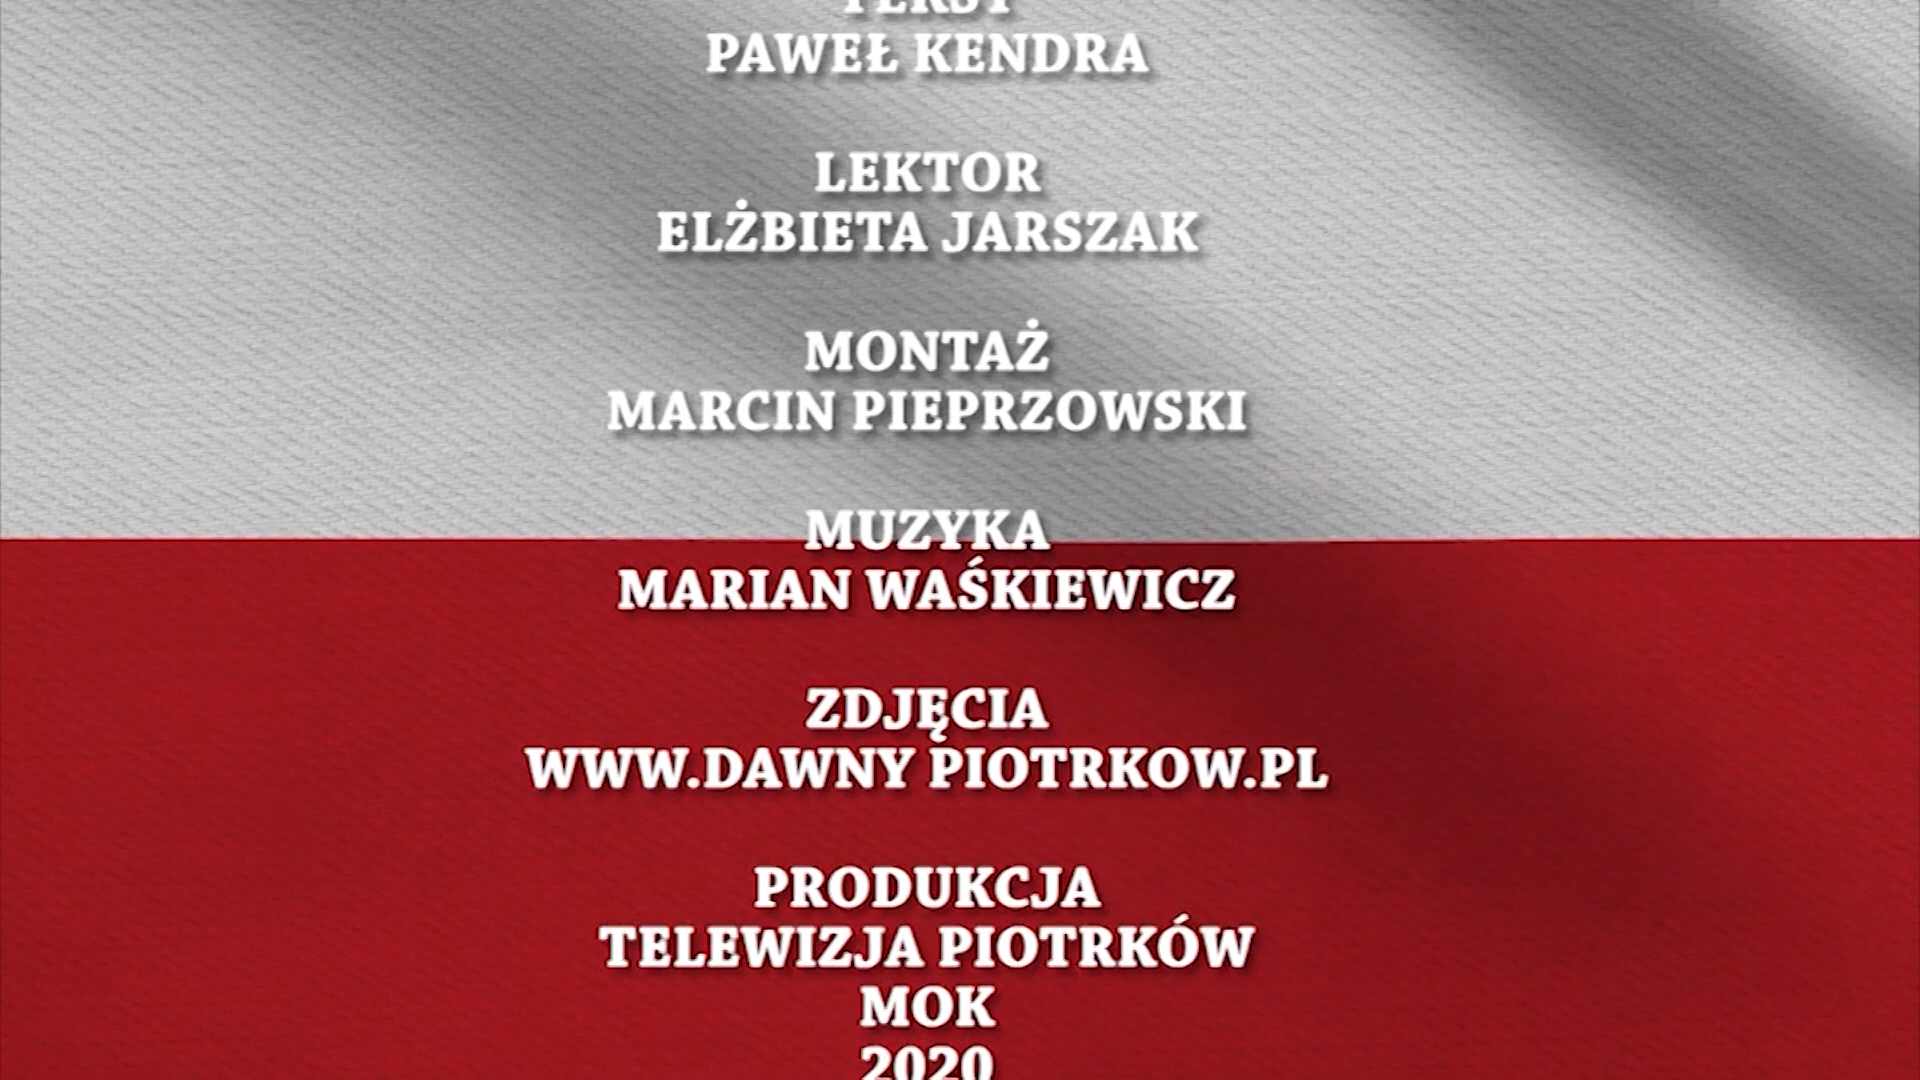 TEKST
PAWEŁ KENDRA
LEKTOR
ELŻBIETA JARSZAK
MONTAŻ
MARCIN PIEPRZOWSKI
MUZYKA
MARIAN WAŚKIEWICZ
ZDJĘCIA
WWW.DAWNY PIOTRKOW.PL
PRODUKCJA
TELEWIZJA PIOTRKÓW
MOK
2020